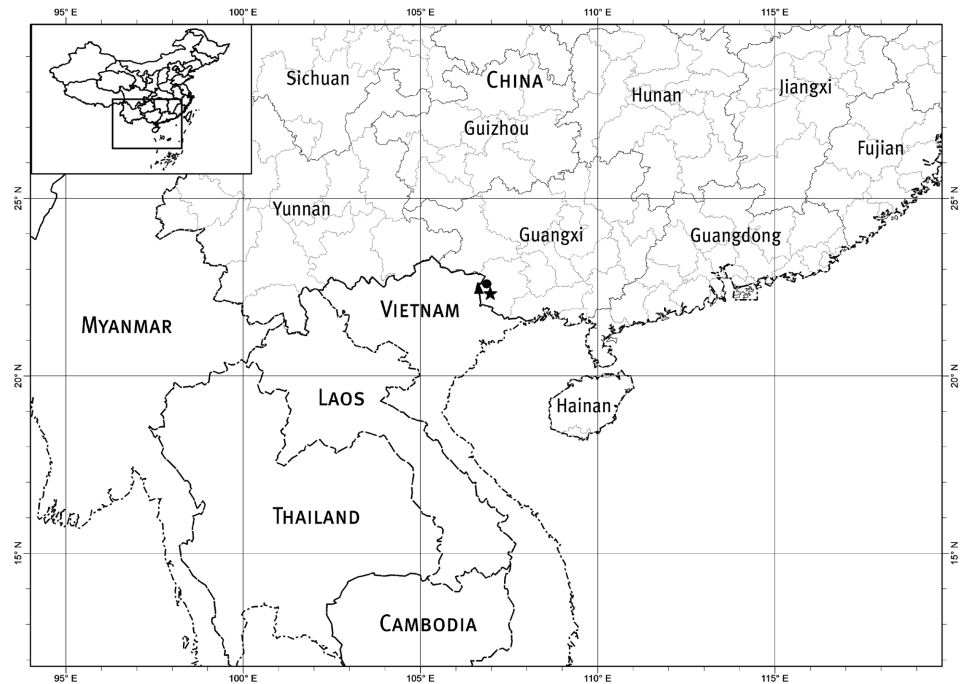 95° E 100° E 105° E 110° E 115° E
Sichuan
CHINA
Hunan
Jiangxi
Guizhou
Fujian
25° N 25° N
Yunnan
Guangxi
Guangdong
VIETNAM
MYANMAR
20° N 20° N
LAOS
Hainan
THAILAND
15° N 15° N
CAMBODIA
95° E 100° E 105° E 110° E 115° E